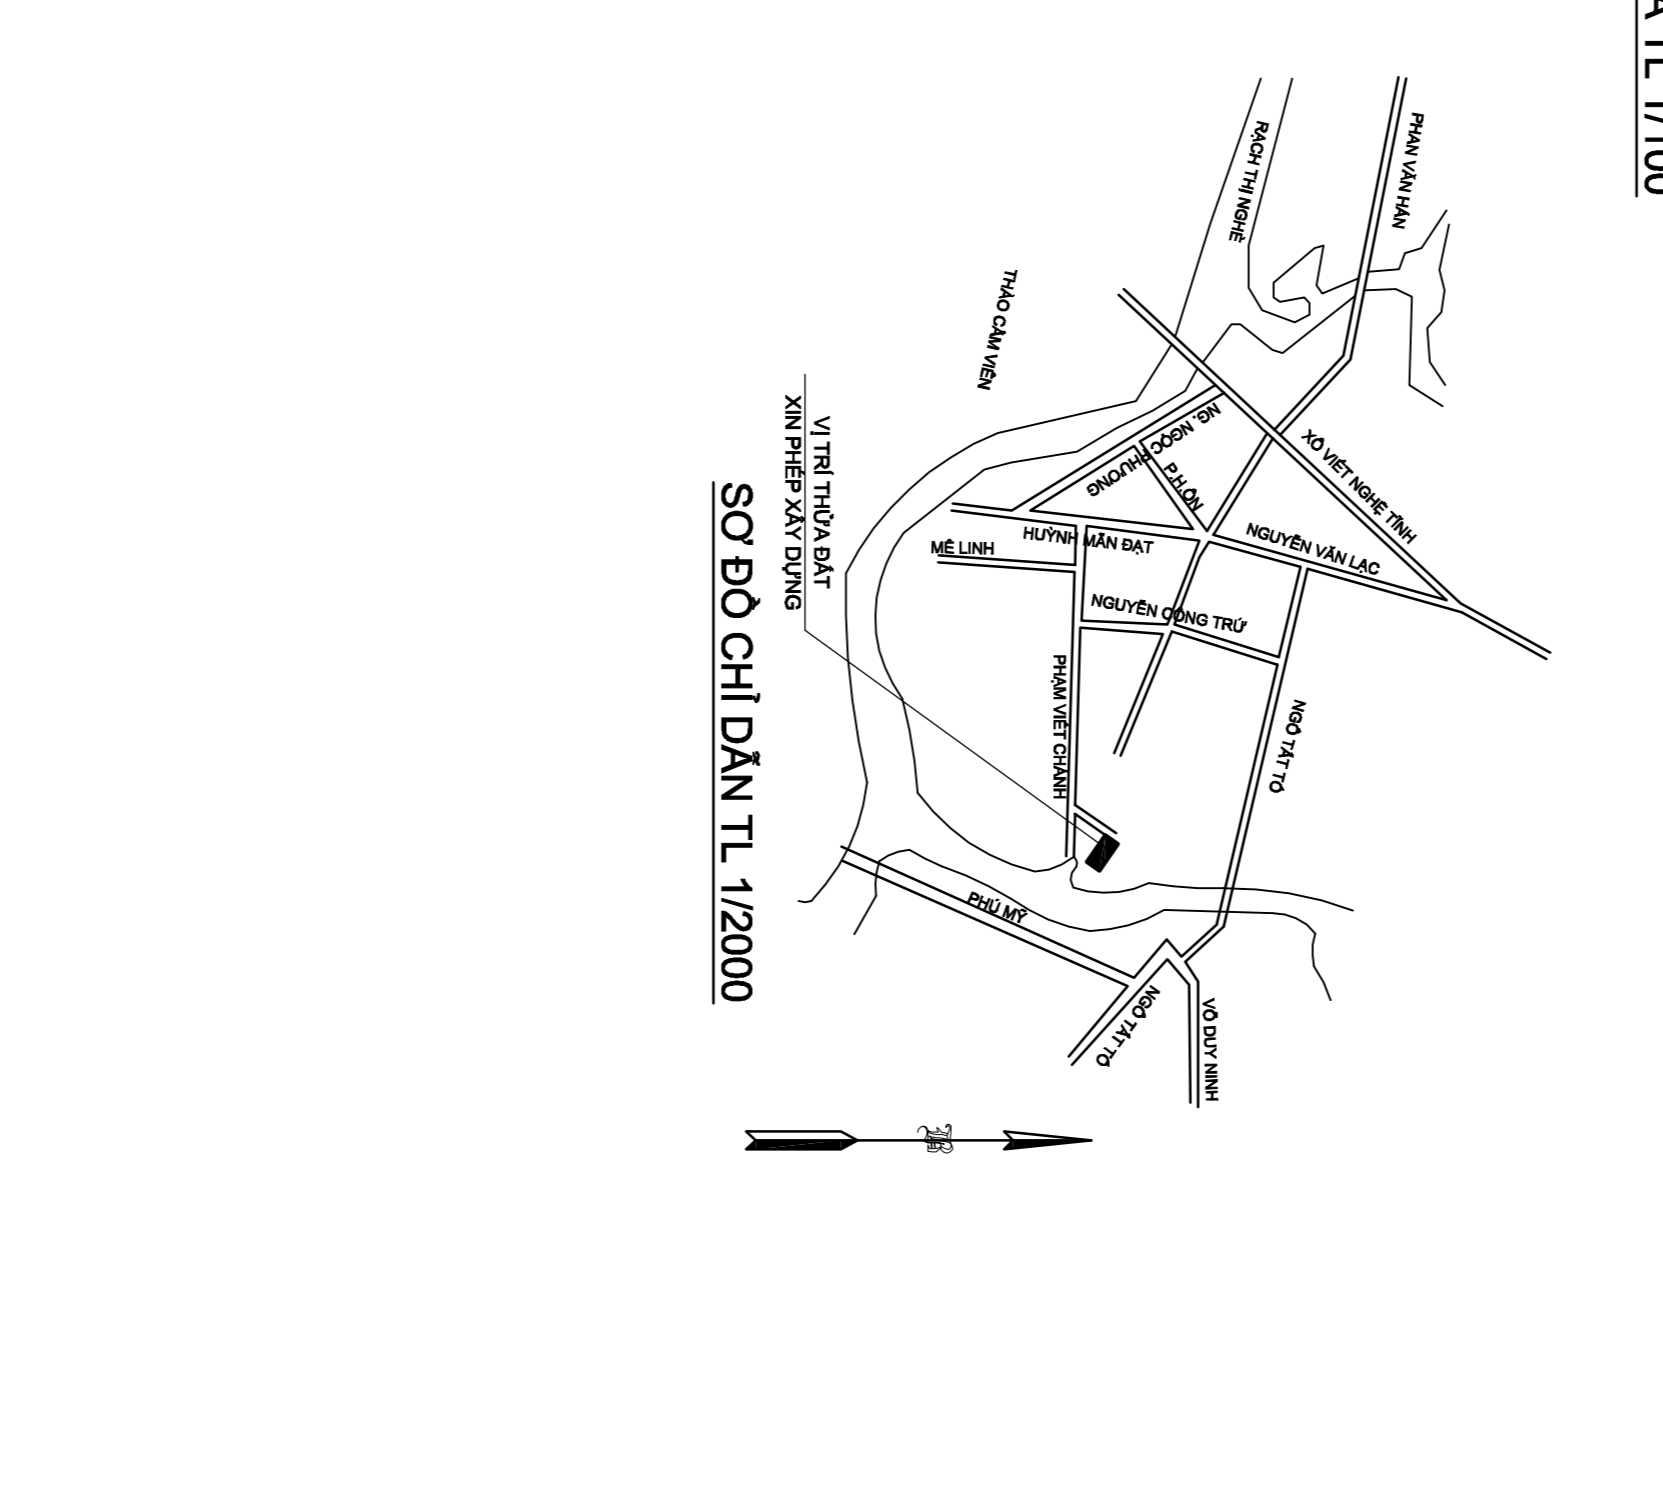 PHAN VĂN HÂN
RẠCH THỊ NGHÈ
THẢO CẦM VIÊN
XÔ VIẾT NGHỆ TĨNH
NG. NGỌC PHƯƠNG
P.H.ÔN
NGUYỄN VĂN LẠC
HUỲNH MẪN ĐẠT
MÊ LINH
NGUYỄN CÔNG TRỨ
PHẠM VIẾT CHÁNH
NGÔ TẤT TỐ
PHÚ MỸ
NGÔ TẤT TỐ
VÕ DUY NINH
VỊ TRÍ THỬA ĐẤT
XIN PHÉP XÂY DỰNG
SƠ ĐỒ CHỈ DẪN TL 1/2000
TL 1/100